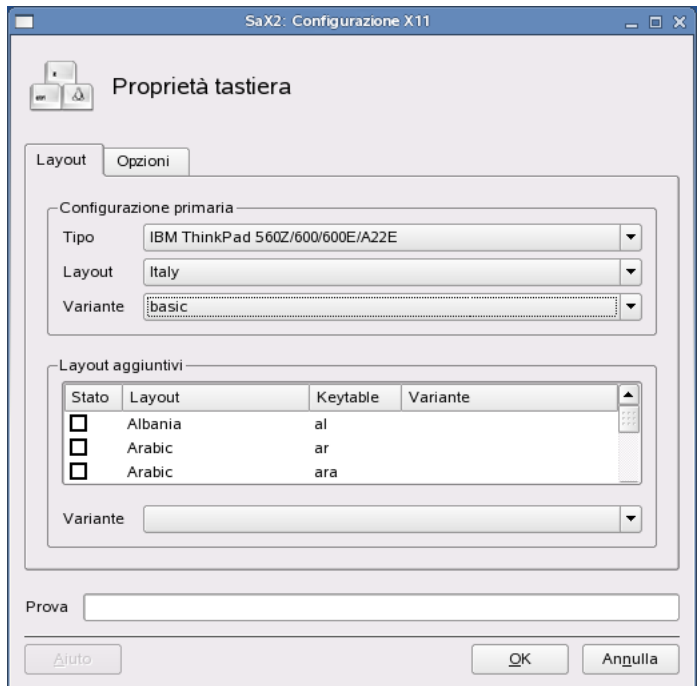 SaX2: Configurazione X11
Proprietà tastiera
Layout Opzioni
Configurazione primaria
Tipo IBM ThinkPad 560Z/600/600E/A22E
Layout Italy
Variante basic
Layout aggiuntivi
Stato Layout Keytable Variante
Albania al
Arabic ar
Arabic ara
Variante
Prova
Aiuto OK Annulla